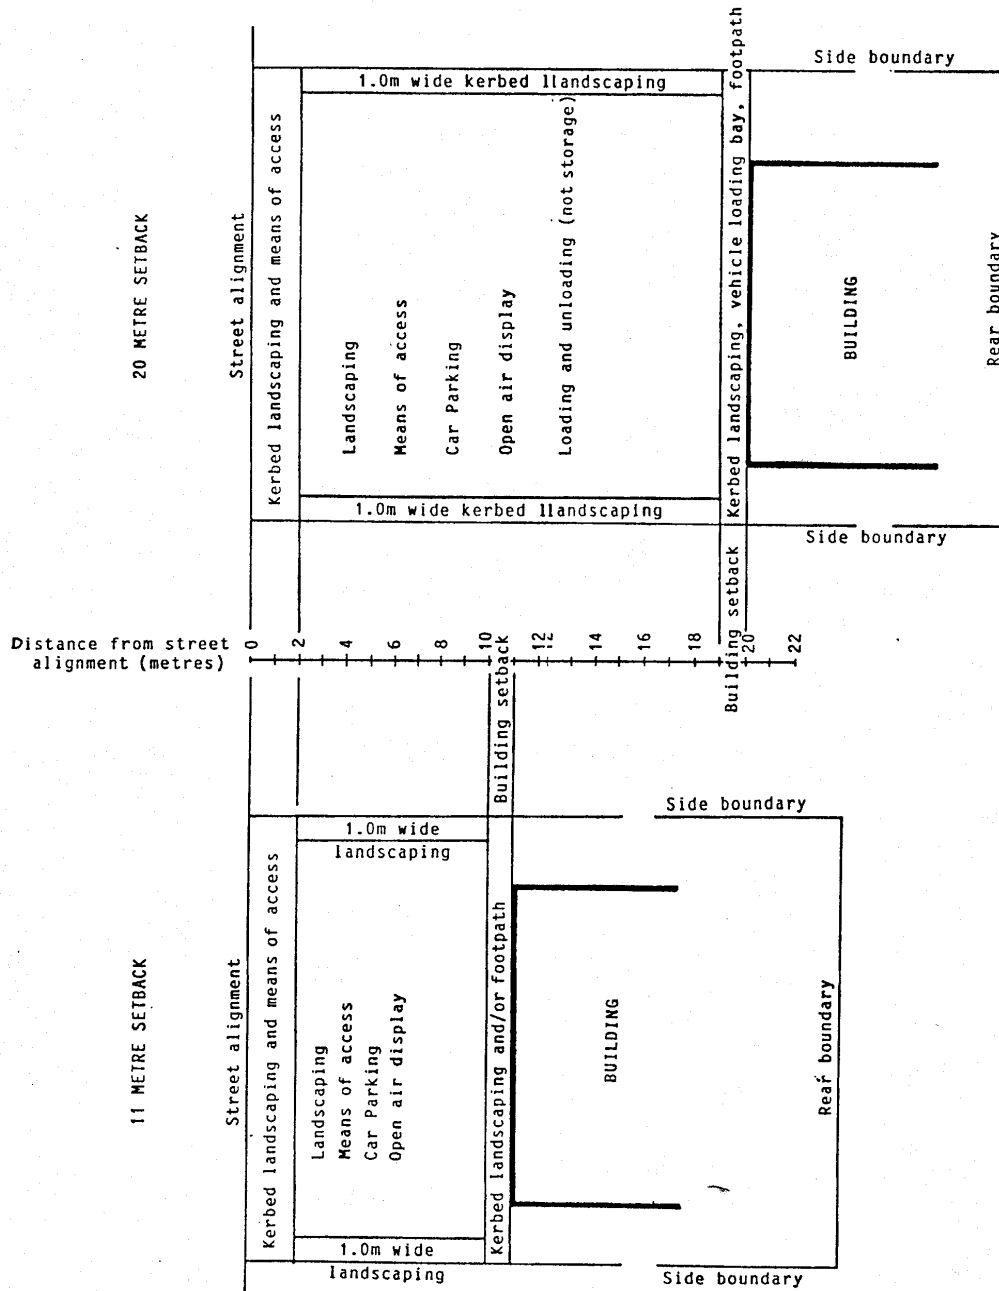 20 METRE SETBACK
Street alignment
Kerbed landscaping and means of access
1.0m wide kerbed llandscaping
Landscaping
Means of access
Car Parking
Open air display
Loading and unloading (not storage)
1.0m wide kerbed llandscaping
Kerbed landscaping, vehicle loading bay, footpath
Side boundary
BUILDING
Rear boundary
Side boundary
Building setback
Distance from street
alignment (metres)
0
2
4
6
8
10
12
14
16
18
20
22
Building setback
11 METRE SETBACK
Street alignment
Kerbed landscaping and means of access
1.0m wide
landscaping
Landscaping
Means of access
Car Parking
Open air display
1.0m wide
landscaping
Kerbed landscaping and/or footpath
Side boundary
BUILDING
Rear boundary
Side boundary